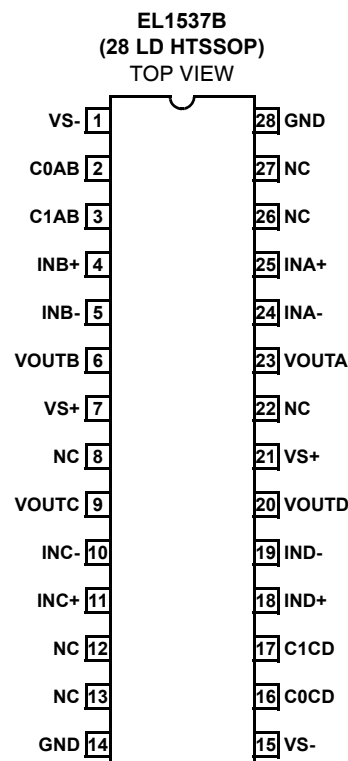 EL1537B
(28 LD HTSSOP)
TOP VIEW
VS- 1 28 GND
C0AB 2 27 NC
C1AB 3 26 NC
INB+ 4 25 INA+
INB- 5 24 INA-
VOUTB 6 23 VOUTA
VS+ 7 22 NC
NC 8 21 VS+
VOUTC 9 20 VOUTD
INC- 10 19 IND-
INC+ 11 18 IND+
NC 12 17 C1CD
NC 13 16 C0CD
GND 14 15 VS-